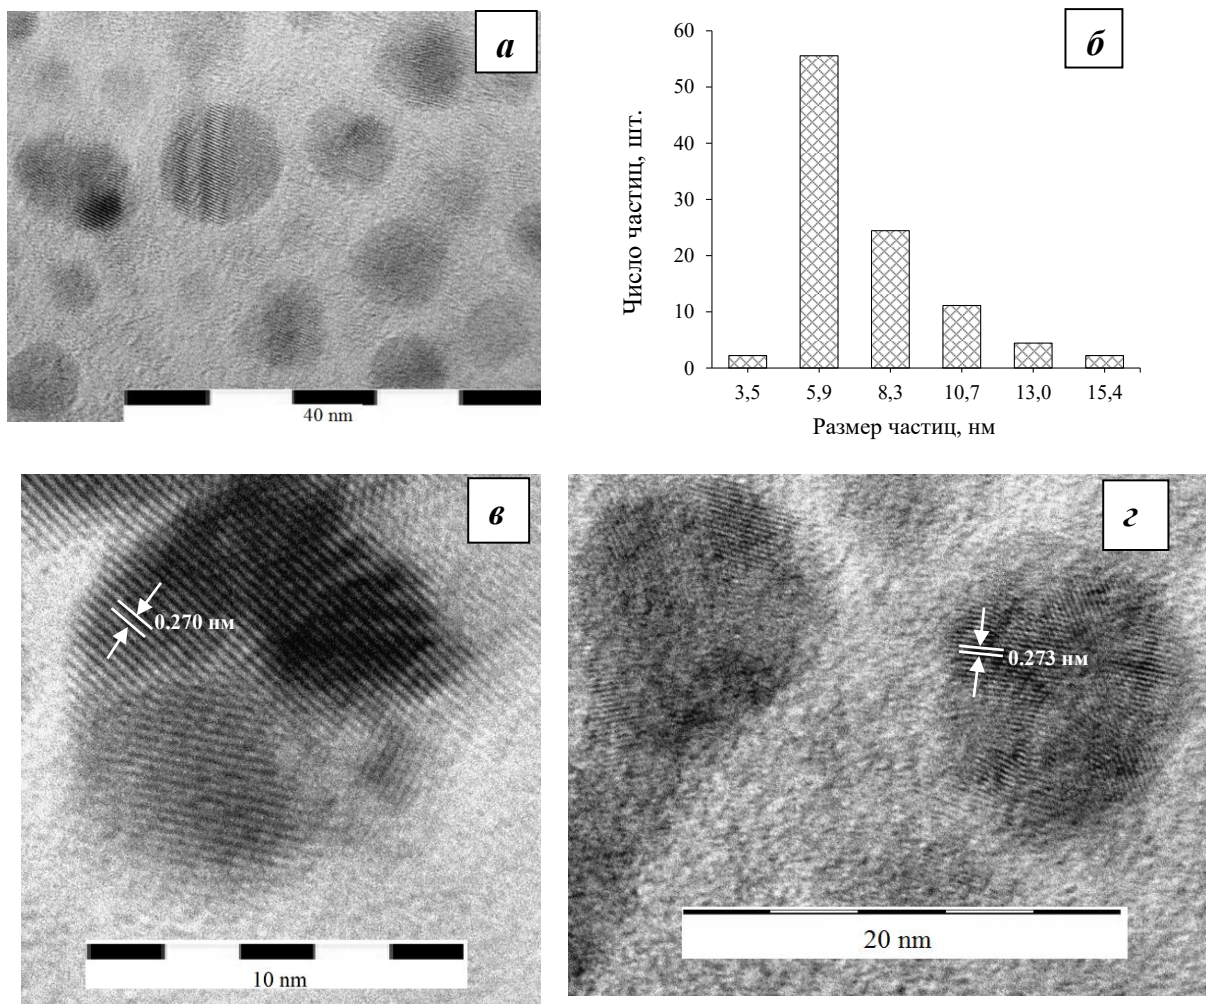 а
40 nm
б
Число частиц, шт.
60
50
40
30
20
10
0
3,5 5,9 8,3 10,7 13,0 15,4
Размер частиц, нм
в
0.270 нм
10 nm
г
0.273 нм
20 nm